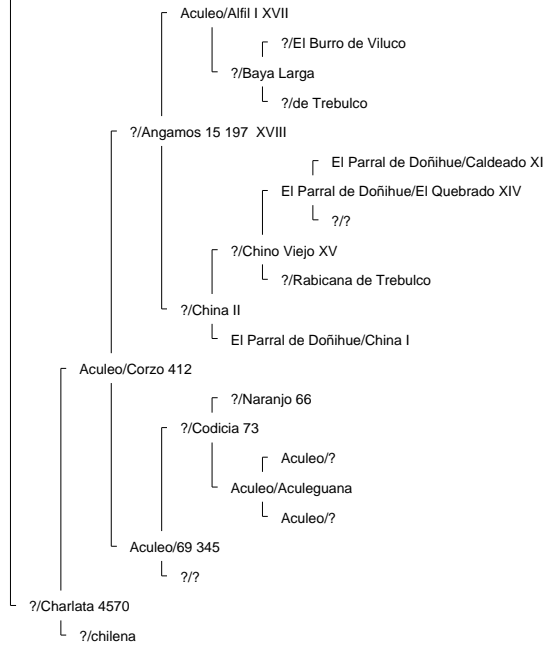 Aculeo/Alfil I XVII
?/El Burro de Viluco
?/Baya Larga
?/de Trebulco
?/Angamos 15 197 XVIII
El Parral de Doñihue/Caldeado XI
El Parral de Doñihue/El Quebrado XIV
?/?
?/Chino Viejo XV
?/Rabicana de Trebulco
?/China II
El Parral de Doñihue/China I
Aculeo/Corzo 412
?/Naranjo 66
?/Codicia 73
Aculeo/?
Aculeo/Aculeguana
Aculeo/?
Aculeo/69 345
?/?
?/Charlata 4570
?/chilena